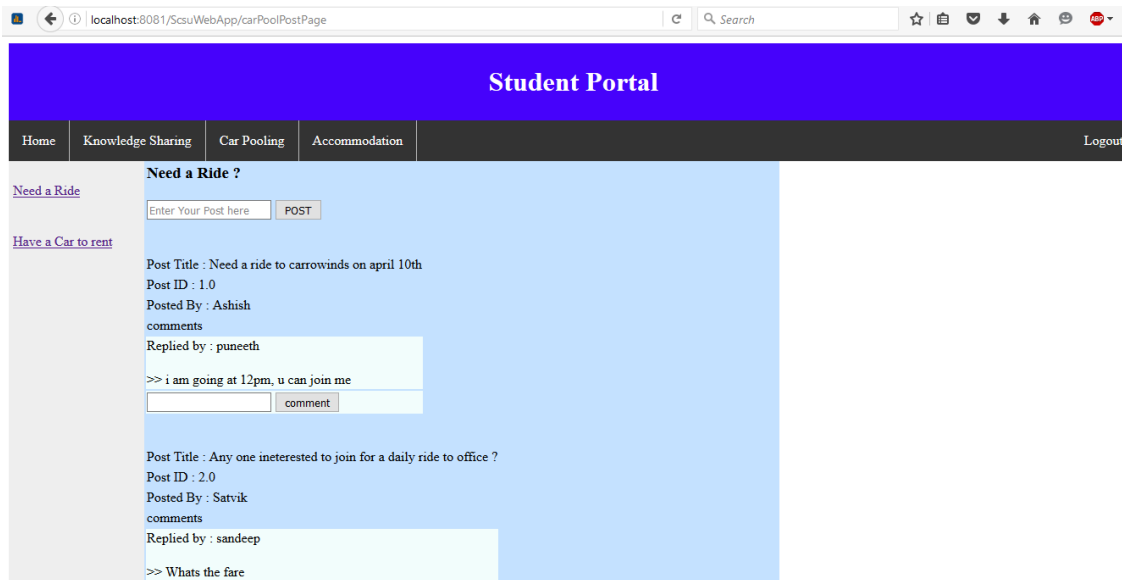 localhost:8081/ScsuWebApp/carPoolPostPage
Search
ABP
Student Portal
Home Knowledge Sharing Car Pooling Accommodation Logout
Need a Ride
Have a Car to rent
Need a Ride ?
Enter Your Post here POST
Post Title : Need a ride to carrowinds on april 10th
Post ID : 1.0
Posted By : Ashish
comments
Replied by : puneeth
>> i am going at 12pm, u can join me
comment
Post Title : Any one ineterested to join for a daily ride to office ?
Post ID : 2.0
Posted By : Satvik
comments
Replied by : sandeep
>> Whats the fare